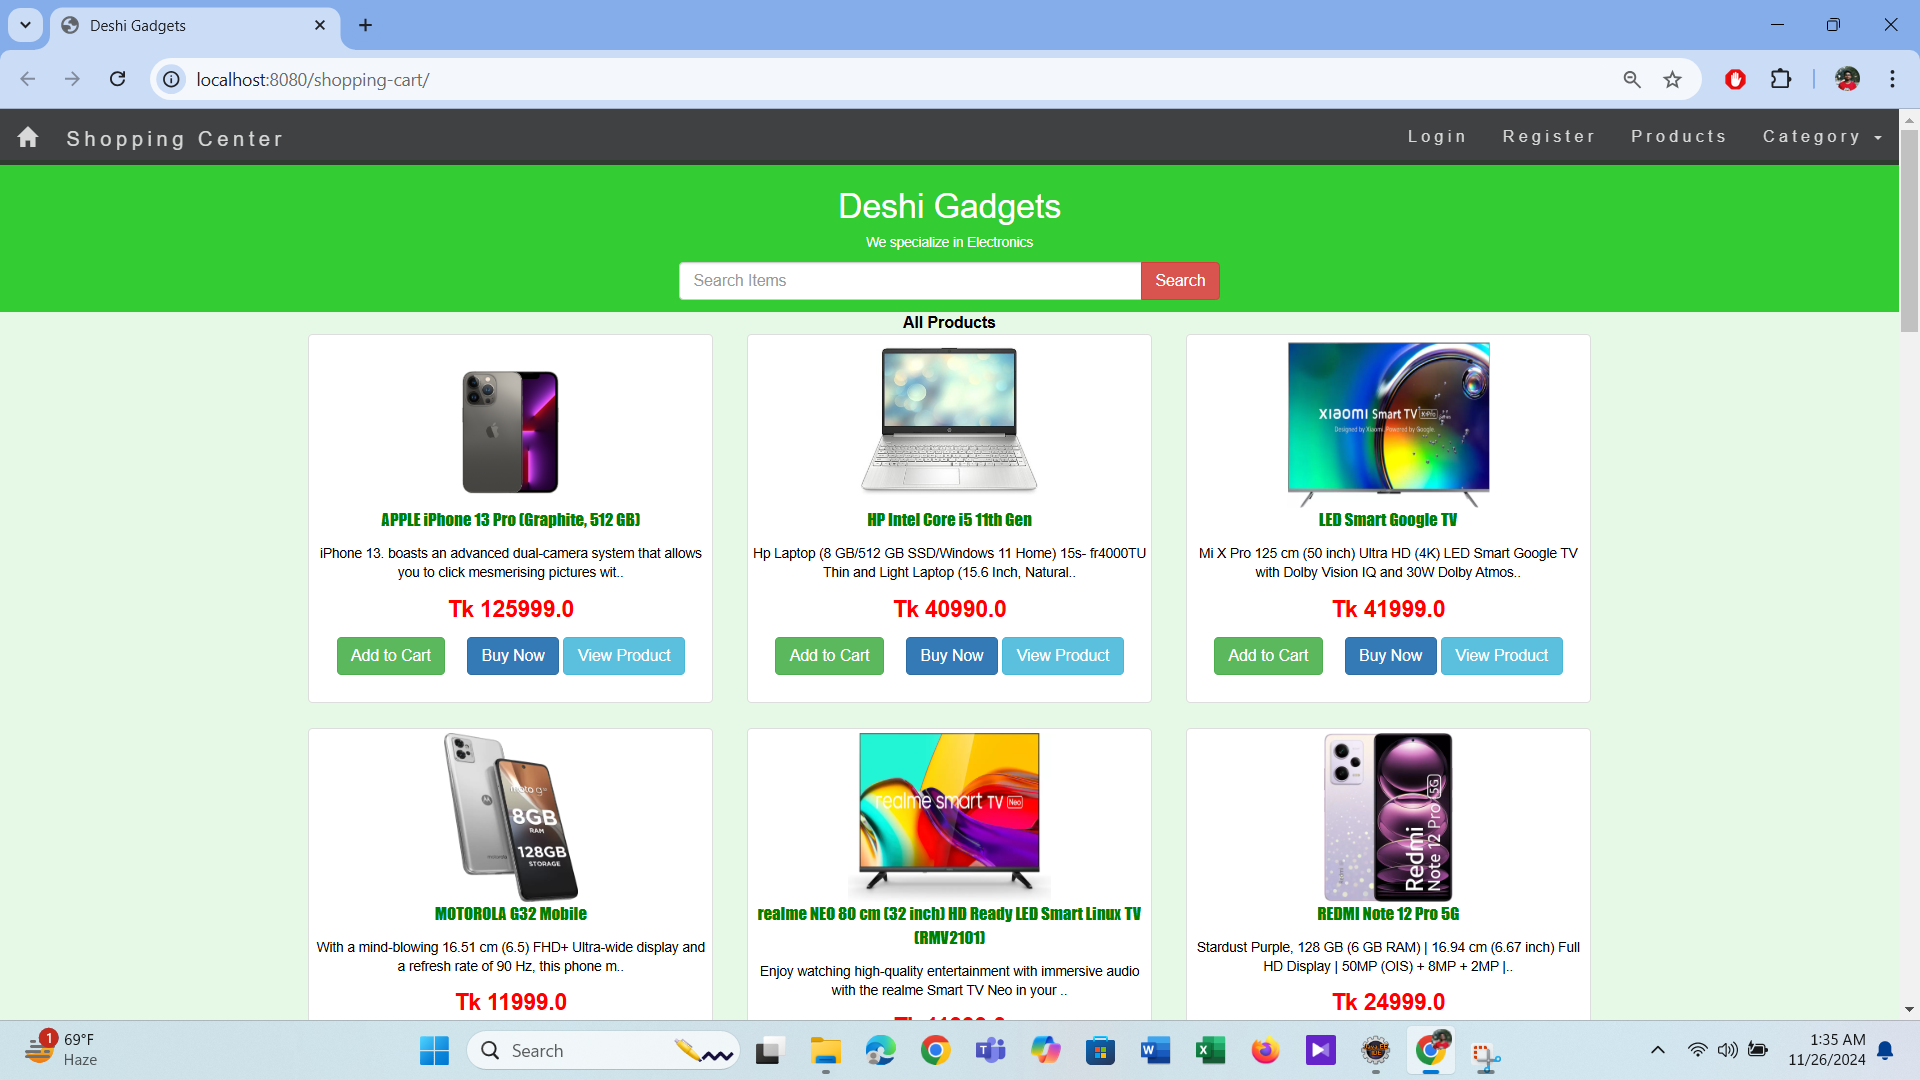 Deshi Gadgets
localhost:8080/shopping-cart/
Shopping Center
Login Register Products Category
Deshi Gadgets
We specialize in Electronics
Search Items Search
All Products
XIAOMI Smart TV X Pro
Designed by Xiaomi. Powered by Google.
APPLE iPhone 13 Pro (Graphite, 512 GB)
iPhone 13. boasts an advanced dual-camera system that allows
you to click mesmerising pictures wit..
Tk 125999.0
Add to Cart Buy Now View Product
HP Intel Core i5 11th Gen
Hp Laptop (8 GB/512 GB SSD/Windows 11 Home) 15s- fr4000TU
Thin and Light Laptop (15.6 Inch, Natural..
Tk 40990.0
Add to Cart Buy Now View Product
LED Smart Google TV
Mi X Pro 125 cm (50 inch) Ultra HD (4K) LED Smart Google TV
with Dolby Vision IQ and 30W Dolby Atmos..
Tk 41999.0
Add to Cart Buy Now View Product
moto g32
8GB
RAM
128GB
STORAGE
MOTOROLA G32 Mobile
With a mind-blowing 16.51 cm (6.5) FHD+ Ultra-wide display and
a refresh rate of 90 Hz, this phone m..
Tk 11999.0
realme smart TV Neo
realme NEO 80 cm (32 inch) HD Ready LED Smart Linux TV
(RMV2101)
Enjoy watching high-quality entertainment with immersive audio
with the realme Smart TV Neo in your ..
Redmi
Note 12 Pro 5G
REDMI Note 12 Pro 5G
Stardust Purple, 128 GB (6 GB RAM) | 16.94 cm (6.67 inch) Full
HD Display | 50MP (OIS) + 8MP + 2MP |..
Tk 24999.0
1
69°F
Haze
Search
1:35 AM
11/26/2024